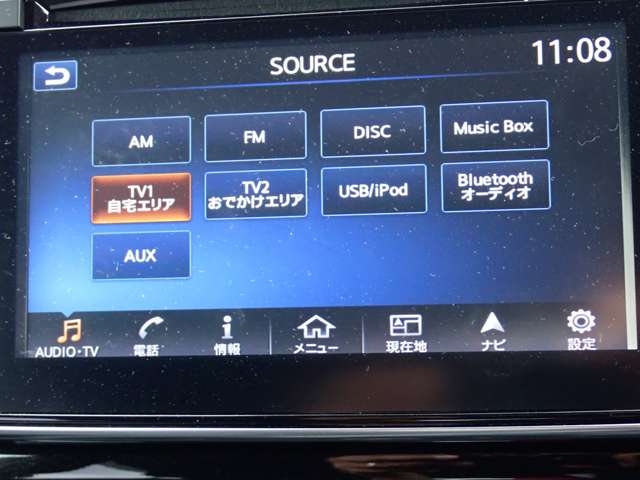 SOURCE
11:08
AM
FM
DISC
Music Box
TV1
自宅エリア
TV2
おでかけエリア
USB/iPod
Bluetooth
オーディオ
AUX
AUDIO・TV
電話
情報
メニュー
現在地
ナビ
設定